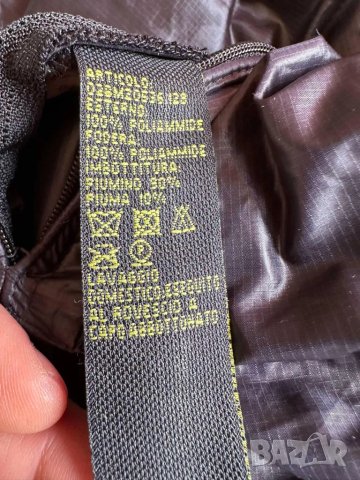 ARTICOLO:
ESTERNO
100% POLIAMMIDE
FODERA
100% POLIAMMIDE
IMBOTTITURA
PIUMINO 90%
PIUMA 10%
LAVAGGIO
DOMESTICO ESEGUITO
AL ROVESCIO A
CAPO ABBOTTONATO
BAZAR